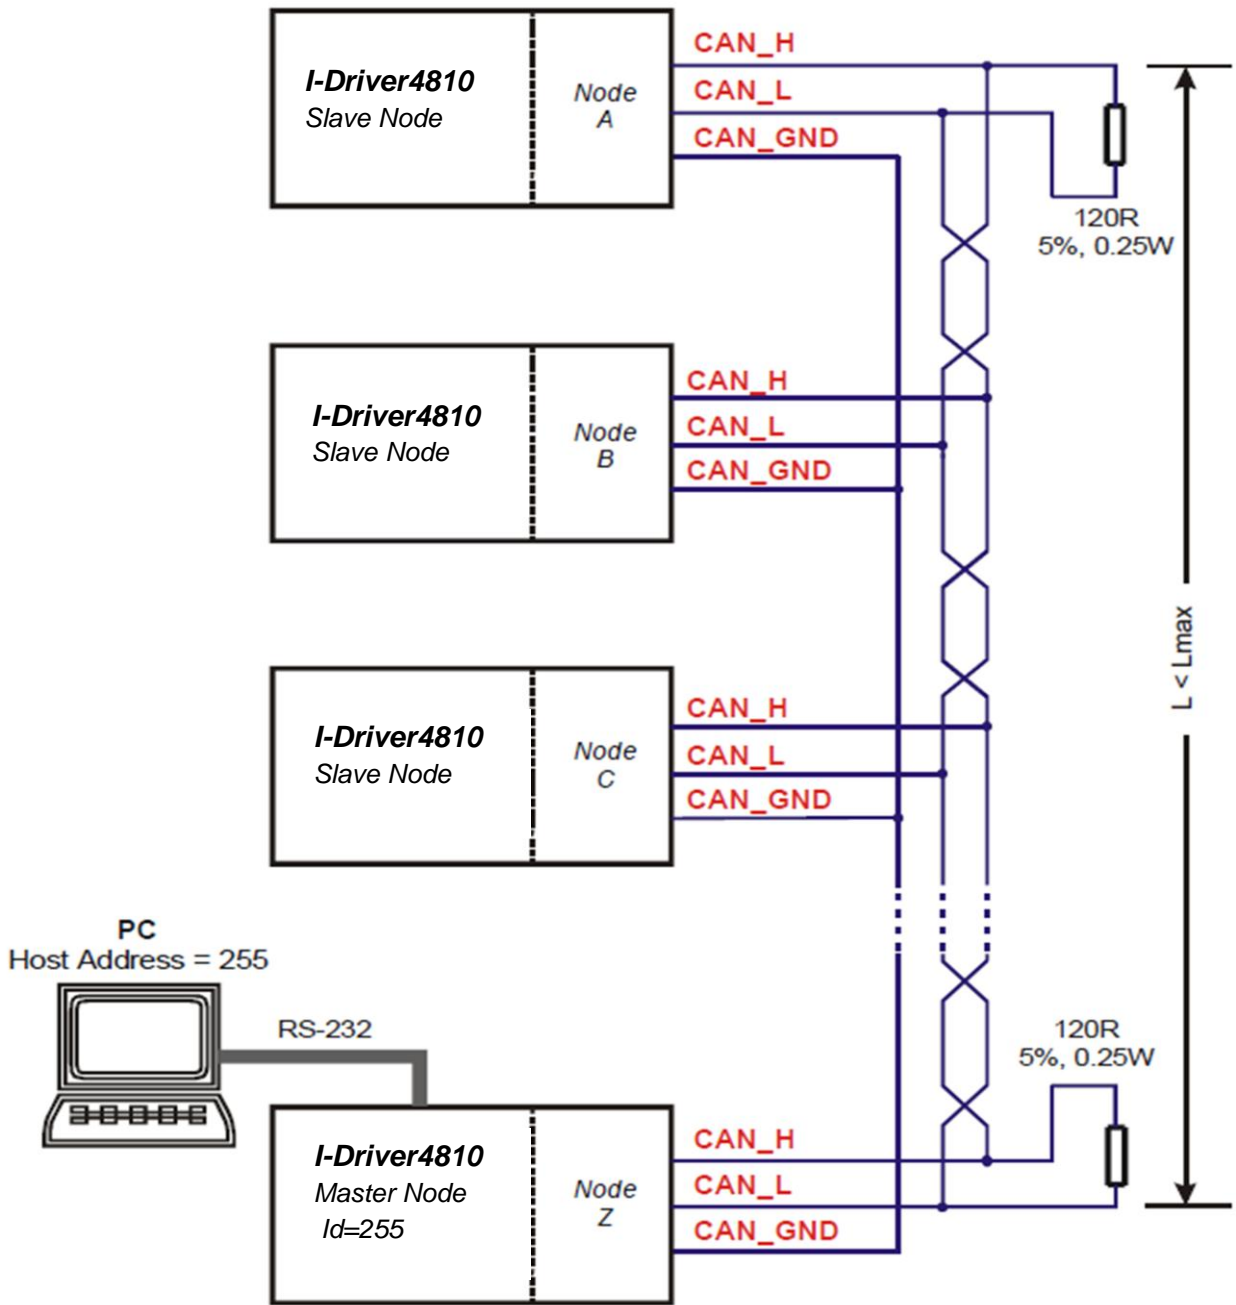 I-Driver4810
Slave Node
Node
A
CAN_H
CAN_L
CAN_GND
120R
5%, 0.25W
I-Driver4810
Slave Node
Node
B
CAN_H
CAN_L
CAN_GND
L < Lmax
I-Driver4810
Slave Node
Node
C
CAN_H
CAN_L
CAN_GND
PC
Host Address = 255
RS-232
120R
5%, 0.25W
I-Driver4810
Master Node
Id=255
Node
Z
CAN_H
CAN_L
CAN_GND